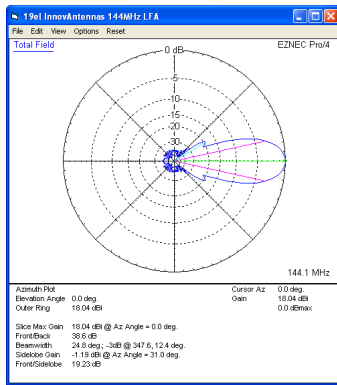 19el InnovAntennas 144MHz LFA
File Edit View Options Reset
Total Field
0 dB
EZNEC Pro/4
-5
-10
-15
-20
-30
144.1 MHz
Azimuth Plot
Elevation Angle 0.0 deg.
Outer Ring 18.04 dBi
Cursor Az 0.0 deg.
Gain 18.04 dBi
0.0 dBmax
Slice Max Gain 18.04 dBi @ Az Angle = 0.0 deg.
Front/Back 38.6 dB
Beamwidth 24.8 deg.; -3dB @ 347.6, 12.4 deg.
Sidelobe Gain -1.19 dBi @ Az Angle = 31.0 deg.
Front/Sidelobe 19.23 dB